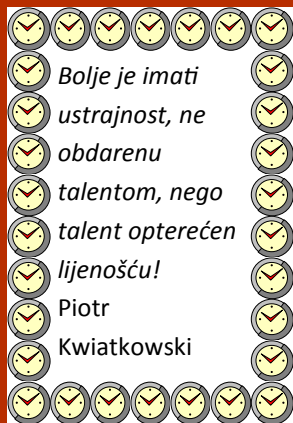 Bolje je imati
ustrajnost, ne
obdarenu
talentom, nego
talent opterećen
lijenošću!
Piotr
Kwiatkowski